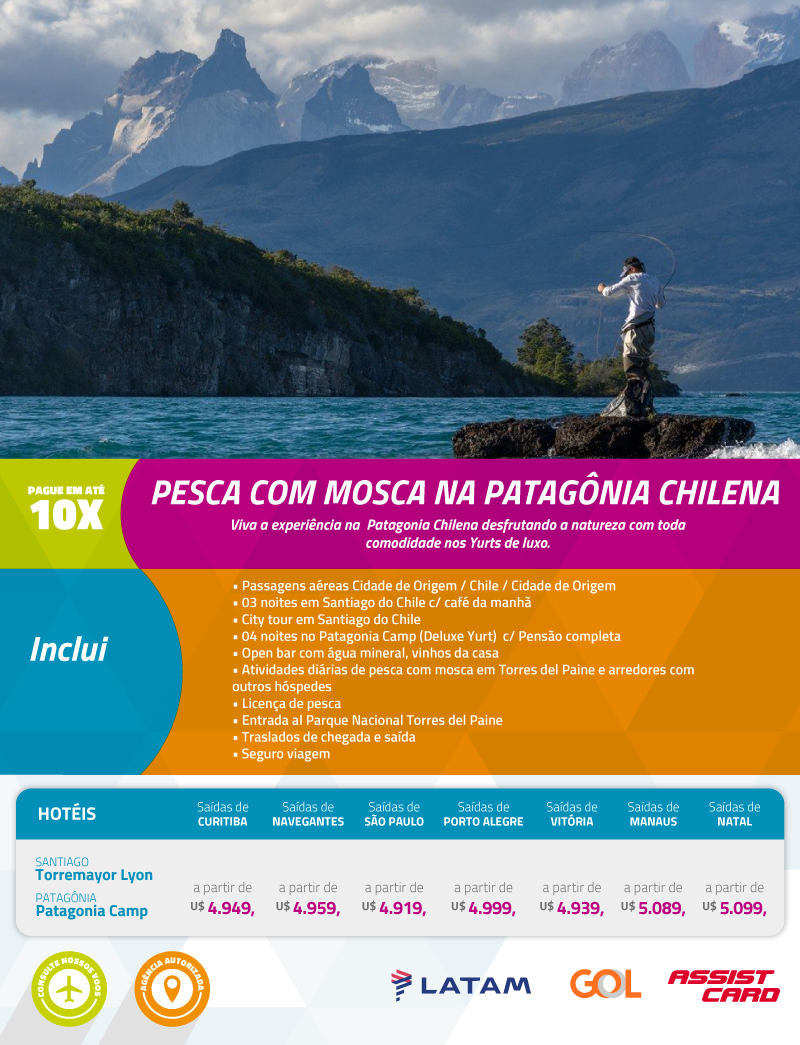 PAGUE EM ATÉ
10X
PESCA COM MOSCA NA PATAGÔNIA CHILENA
Viva a experiência na Patagonia Chilena desfrutando a natureza com toda
comodidade nos Yurts de luxo.
Inclui
▪ Passagens aéreas Cidade de Origem / Chile / Cidade de Origem
▪ 03 noites em Santiago do Chile c/ café da manhã
▪ City tour em Santiago do Chile
▪ 04 noites no Patagonia Camp (Deluxe Yurt) c/ Pensão completa
▪ Open bar com água mineral, vinhos da casa
▪ Atividades diárias de pesca com mosca em Torres del Paine e arredores com
outros hóspedes
▪ Licença de pesca
▪ Entrada al Parque Nacional Torres del Paine
▪ Traslados de chegada e saída
▪ Seguro viagem
HOTÉIS
Saídas de CURITIBA
Saídas de NAVEGANTES
Saídas de SÃO PAULO
Saídas de PORTO ALEGRE
Saídas de VITÓRIA
Saídas de MANAUS
Saídas de NATAL
SANTIAGO
Torremayor Lyon
PATAGÔNIA
Patagonia Camp
a partir de U$ 4.949,
a partir de U$ 4.959,
a partir de U$ 4.919,
a partir de U$ 4.999,
a partir de U$ 4.939,
a partir de U$ 5.089,
a partir de U$ 5.099,
CONSULTE NOSSOS VOOS
AGÊNCIA AUTORIZADA
LATAM
GOL
ASSIST
CARD